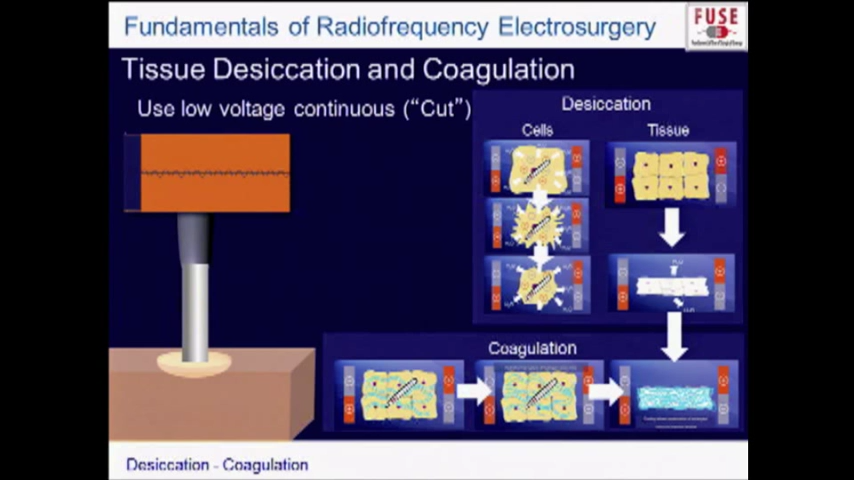 Fundamentals of Radiofrequency Electrosurgery
FUSE
Tissue Desiccation and Coagulation
Use low voltage continuous (“Cut”)
Desiccation
Cells
Tissue
Coagulation
Desiccation - Coagulation